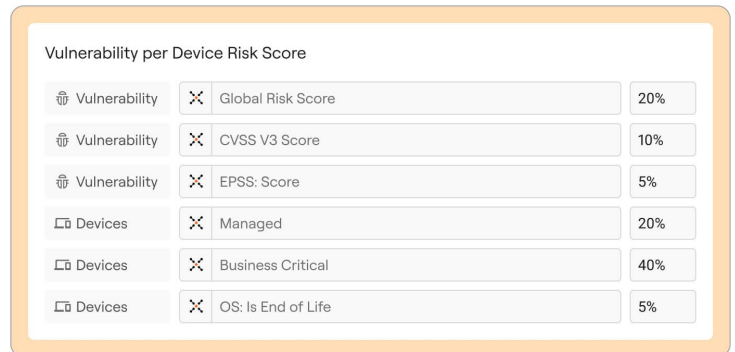 Vulnerability per Device Risk Score
Vulnerability Global Risk Score 20%
Vulnerability CVSS V3 Score 10%
Vulnerability EPSS: Score 5%
Devices Managed 20%
Devices Business Critical 40%
Devices OS: Is End of Life 5%